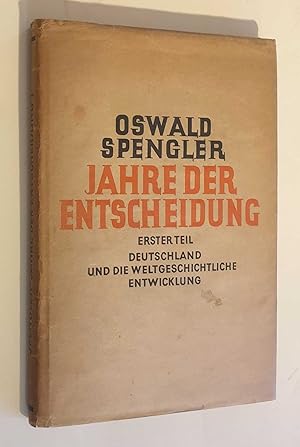 OSWALD
SPENGLER
JAHRE DER
ENTSCHEIDUNG
ERSTER TEIL
DEUTSCHLAND
UND DIE WELTGESCHICHTLICHE
ENTWICKLUNG